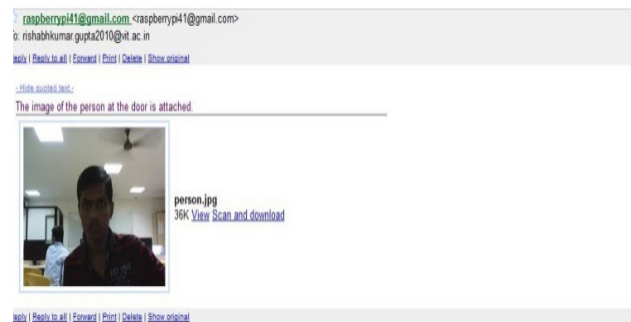 raspberrypi41@gmail.com <raspberrypi41@gmail.com>
o: rishabhkumar.gupta2010@vit.ac.in
eply | Reply to all | Forward | Print | Delete | Show original
- Hide quoted text -
The image of the person at the door is attached.
person.jpg
36K View Scan and download
eply | Reply to all | Forward | Print | Delete | Show original